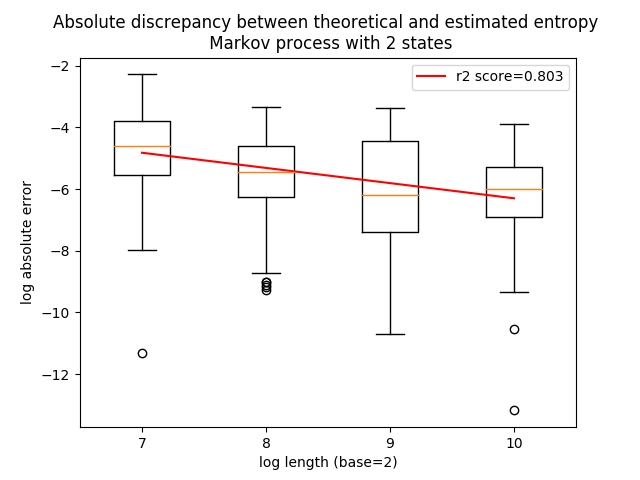 Absolute discrepancy between theoretical and estimated entropy
Markov process with 2 states
r2 score=0.803
−2
−4
−6
−8
−10
−12
log absolute error
7 8 9 10
log length (base=2)